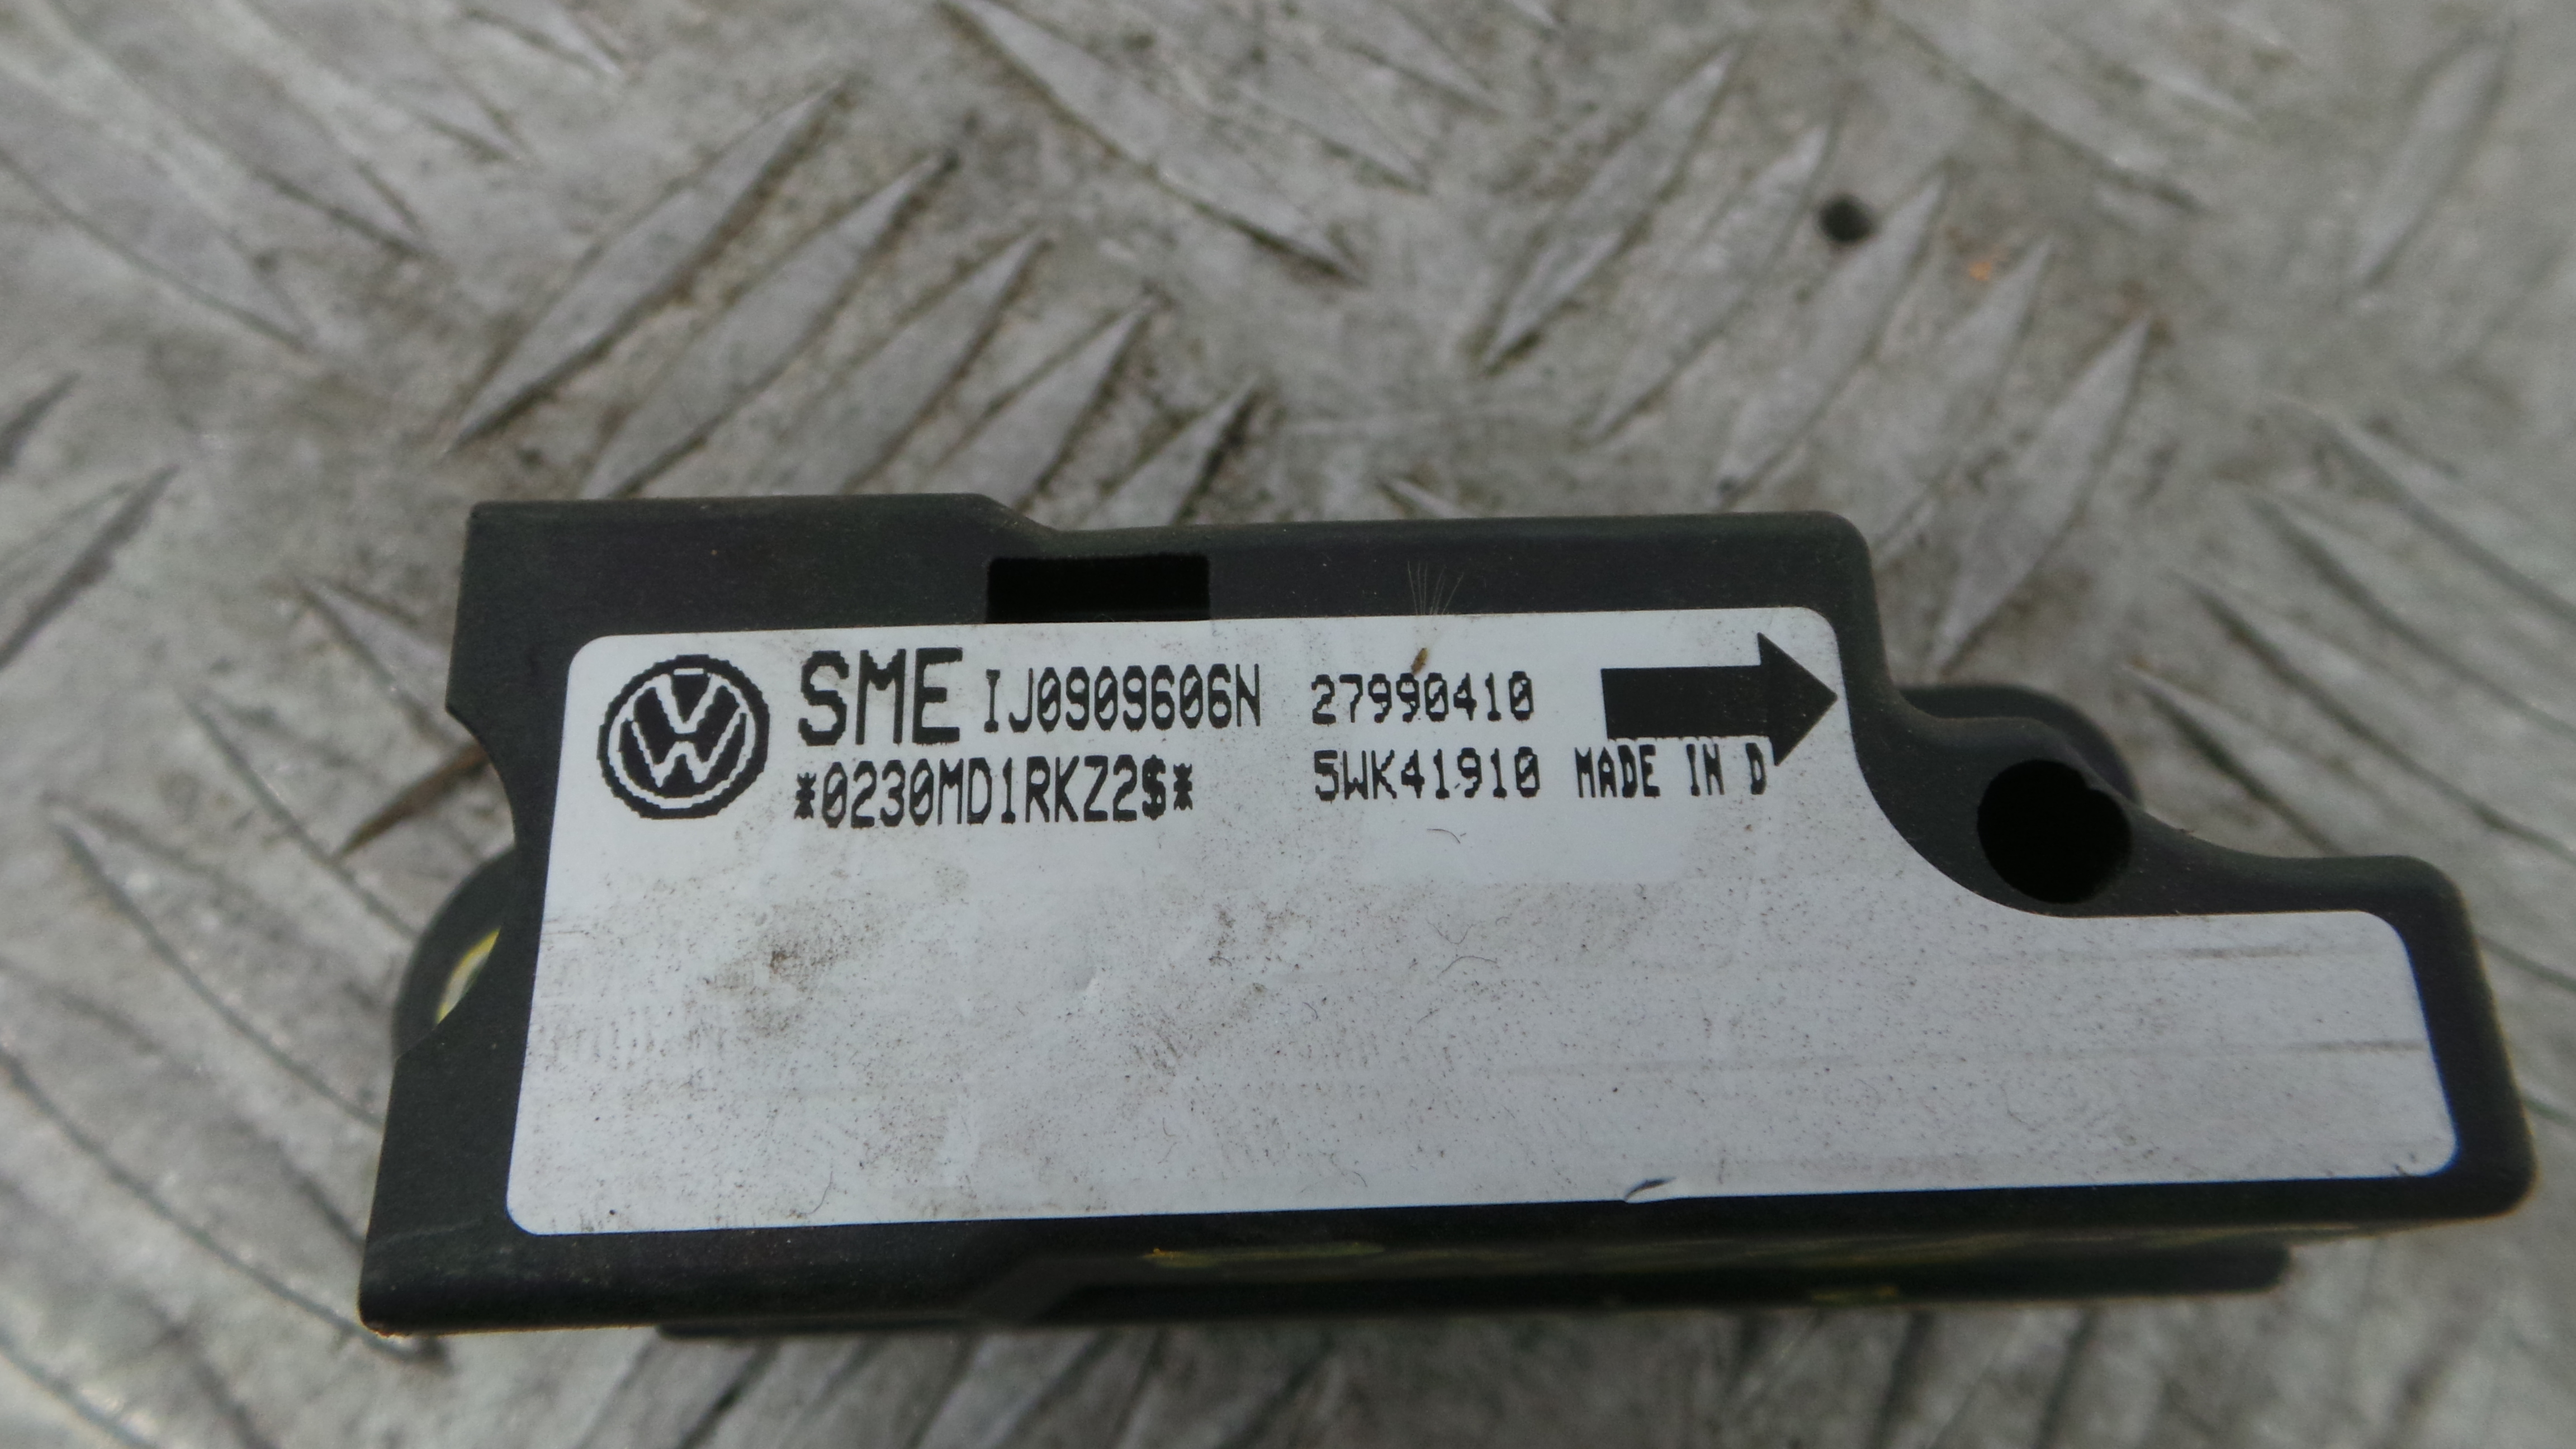 SME IJ0909606N 27990410
*0230MD1RKZ2$* 5WK41910 MADE IN D